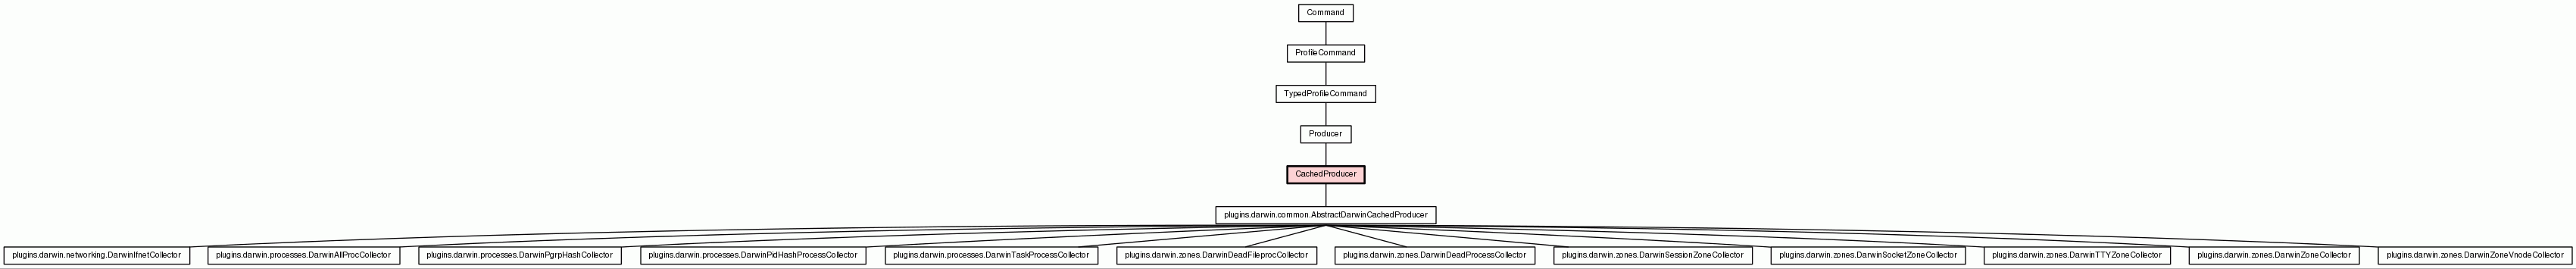 Command
ProfileCommand
TypedProfileCommand
Producer
CachedProducer
plugins.darwin.common.AbstractDarwinCachedProducer
plugins.darwin.networking.DarwinIfnetCollector
plugins.darwin.processes.DarwinAllProcCollector
plugins.darwin.processes.DarwinPgrpHashCollector
plugins.darwin.processes.DarwinPidHashProcessCollector
plugins.darwin.processes.DarwinTaskProcessCollector
plugins.darwin.zones.DarwinDeadFileprocCollector
plugins.darwin.zones.DarwinDeadProcessCollector
plugins.darwin.zones.DarwinSessionZoneCollector
plugins.darwin.zones.DarwinSocketZoneCollector
plugins.darwin.zones.DarwinTTYZoneCollector
plugins.darwin.zones.DarwinZoneCollector
plugins.darwin.zones.DarwinZoneVnodeCollector